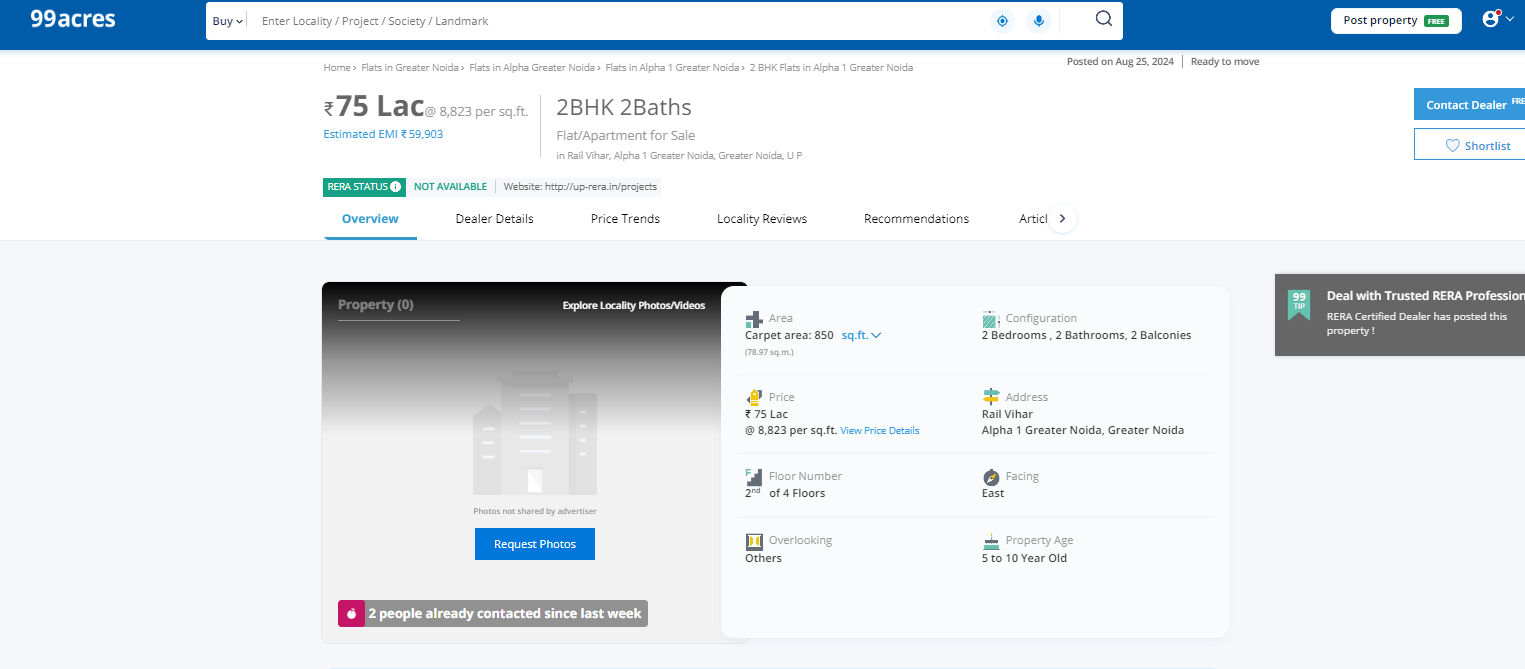 99acres
Buy
Enter Locality / Project / Society / Landmark
Post property FREE
Home › Flats in Greater Noida › Flats in Alpha Greater Noida › Flats in Alpha 1 Greater Noida › 2 BHK Flats in Alpha 1 Greater Noida
Posted on Aug 25, 2024 | Ready to move
₹ 75 Lac @ 8,823 per sq.ft.
Estimated EMI ₹ 59,903
2BHK 2Baths
Flat/Apartment for Sale
in Rail Vihar, Alpha 1 Greater Noida, Greater Noida, U P
Contact Dealer FRE
Shortlist
RERA STATUS i NOT AVAILABLE | Website: http://up-rera.in/projects
Overview Dealer Details Price Trends Locality Reviews Recommendations Articl
Property (0)
Explore Locality Photos/Videos
Photos not shared by advertiser
Request Photos
2 people already contacted since last week
Area
Carpet area: 850 sq.ft.
(78.97 sq.m.)
Configuration
2 Bedrooms , 2 Bathrooms, 2 Balconies
Price
₹ 75 Lac
@ 8,823 per sq.ft. View Price Details
Address
Rail Vihar
Alpha 1 Greater Noida, Greater Noida
F
Floor Number
2nd of 4 Floors
Facing
East
Overlooking
Others
Property Age
5 to 10 Year Old
99
TIP
Deal with Trusted RERA Profession
RERA Certified Dealer has posted this
property !